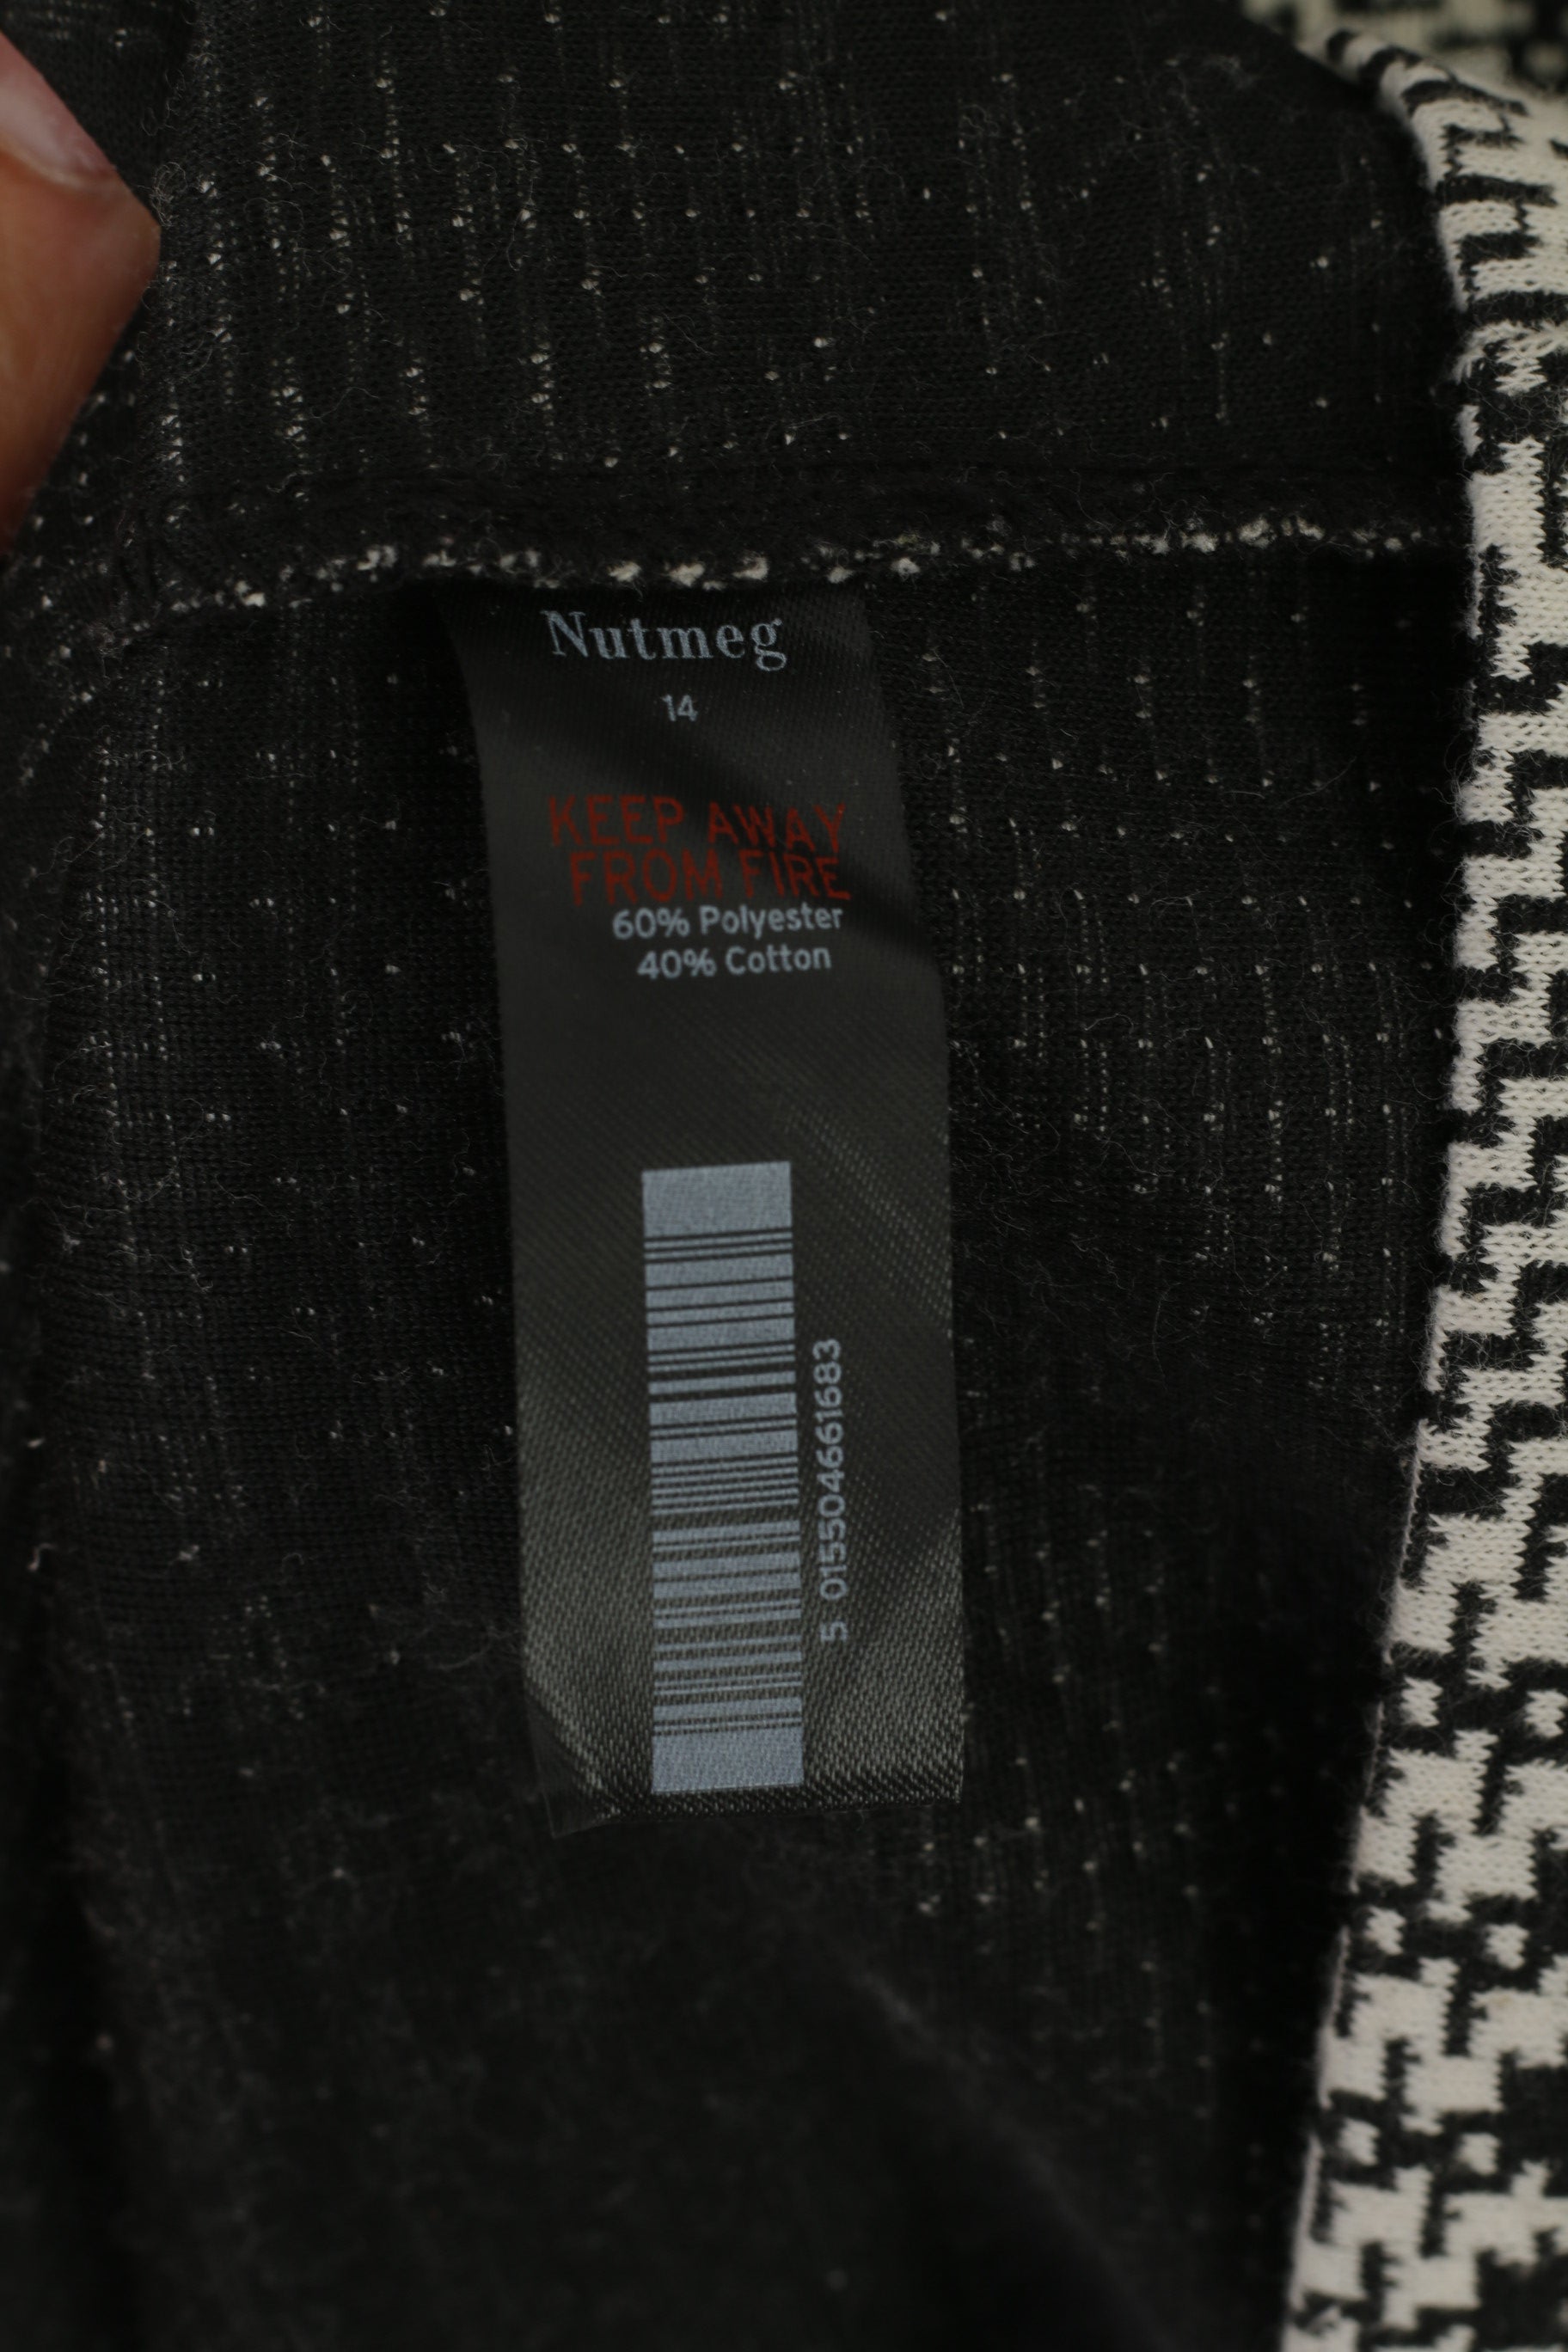 Nutmeg
14
KEEP AWAY
FROM FIRE
60% Polyester
40% Cotton
5 015504661683